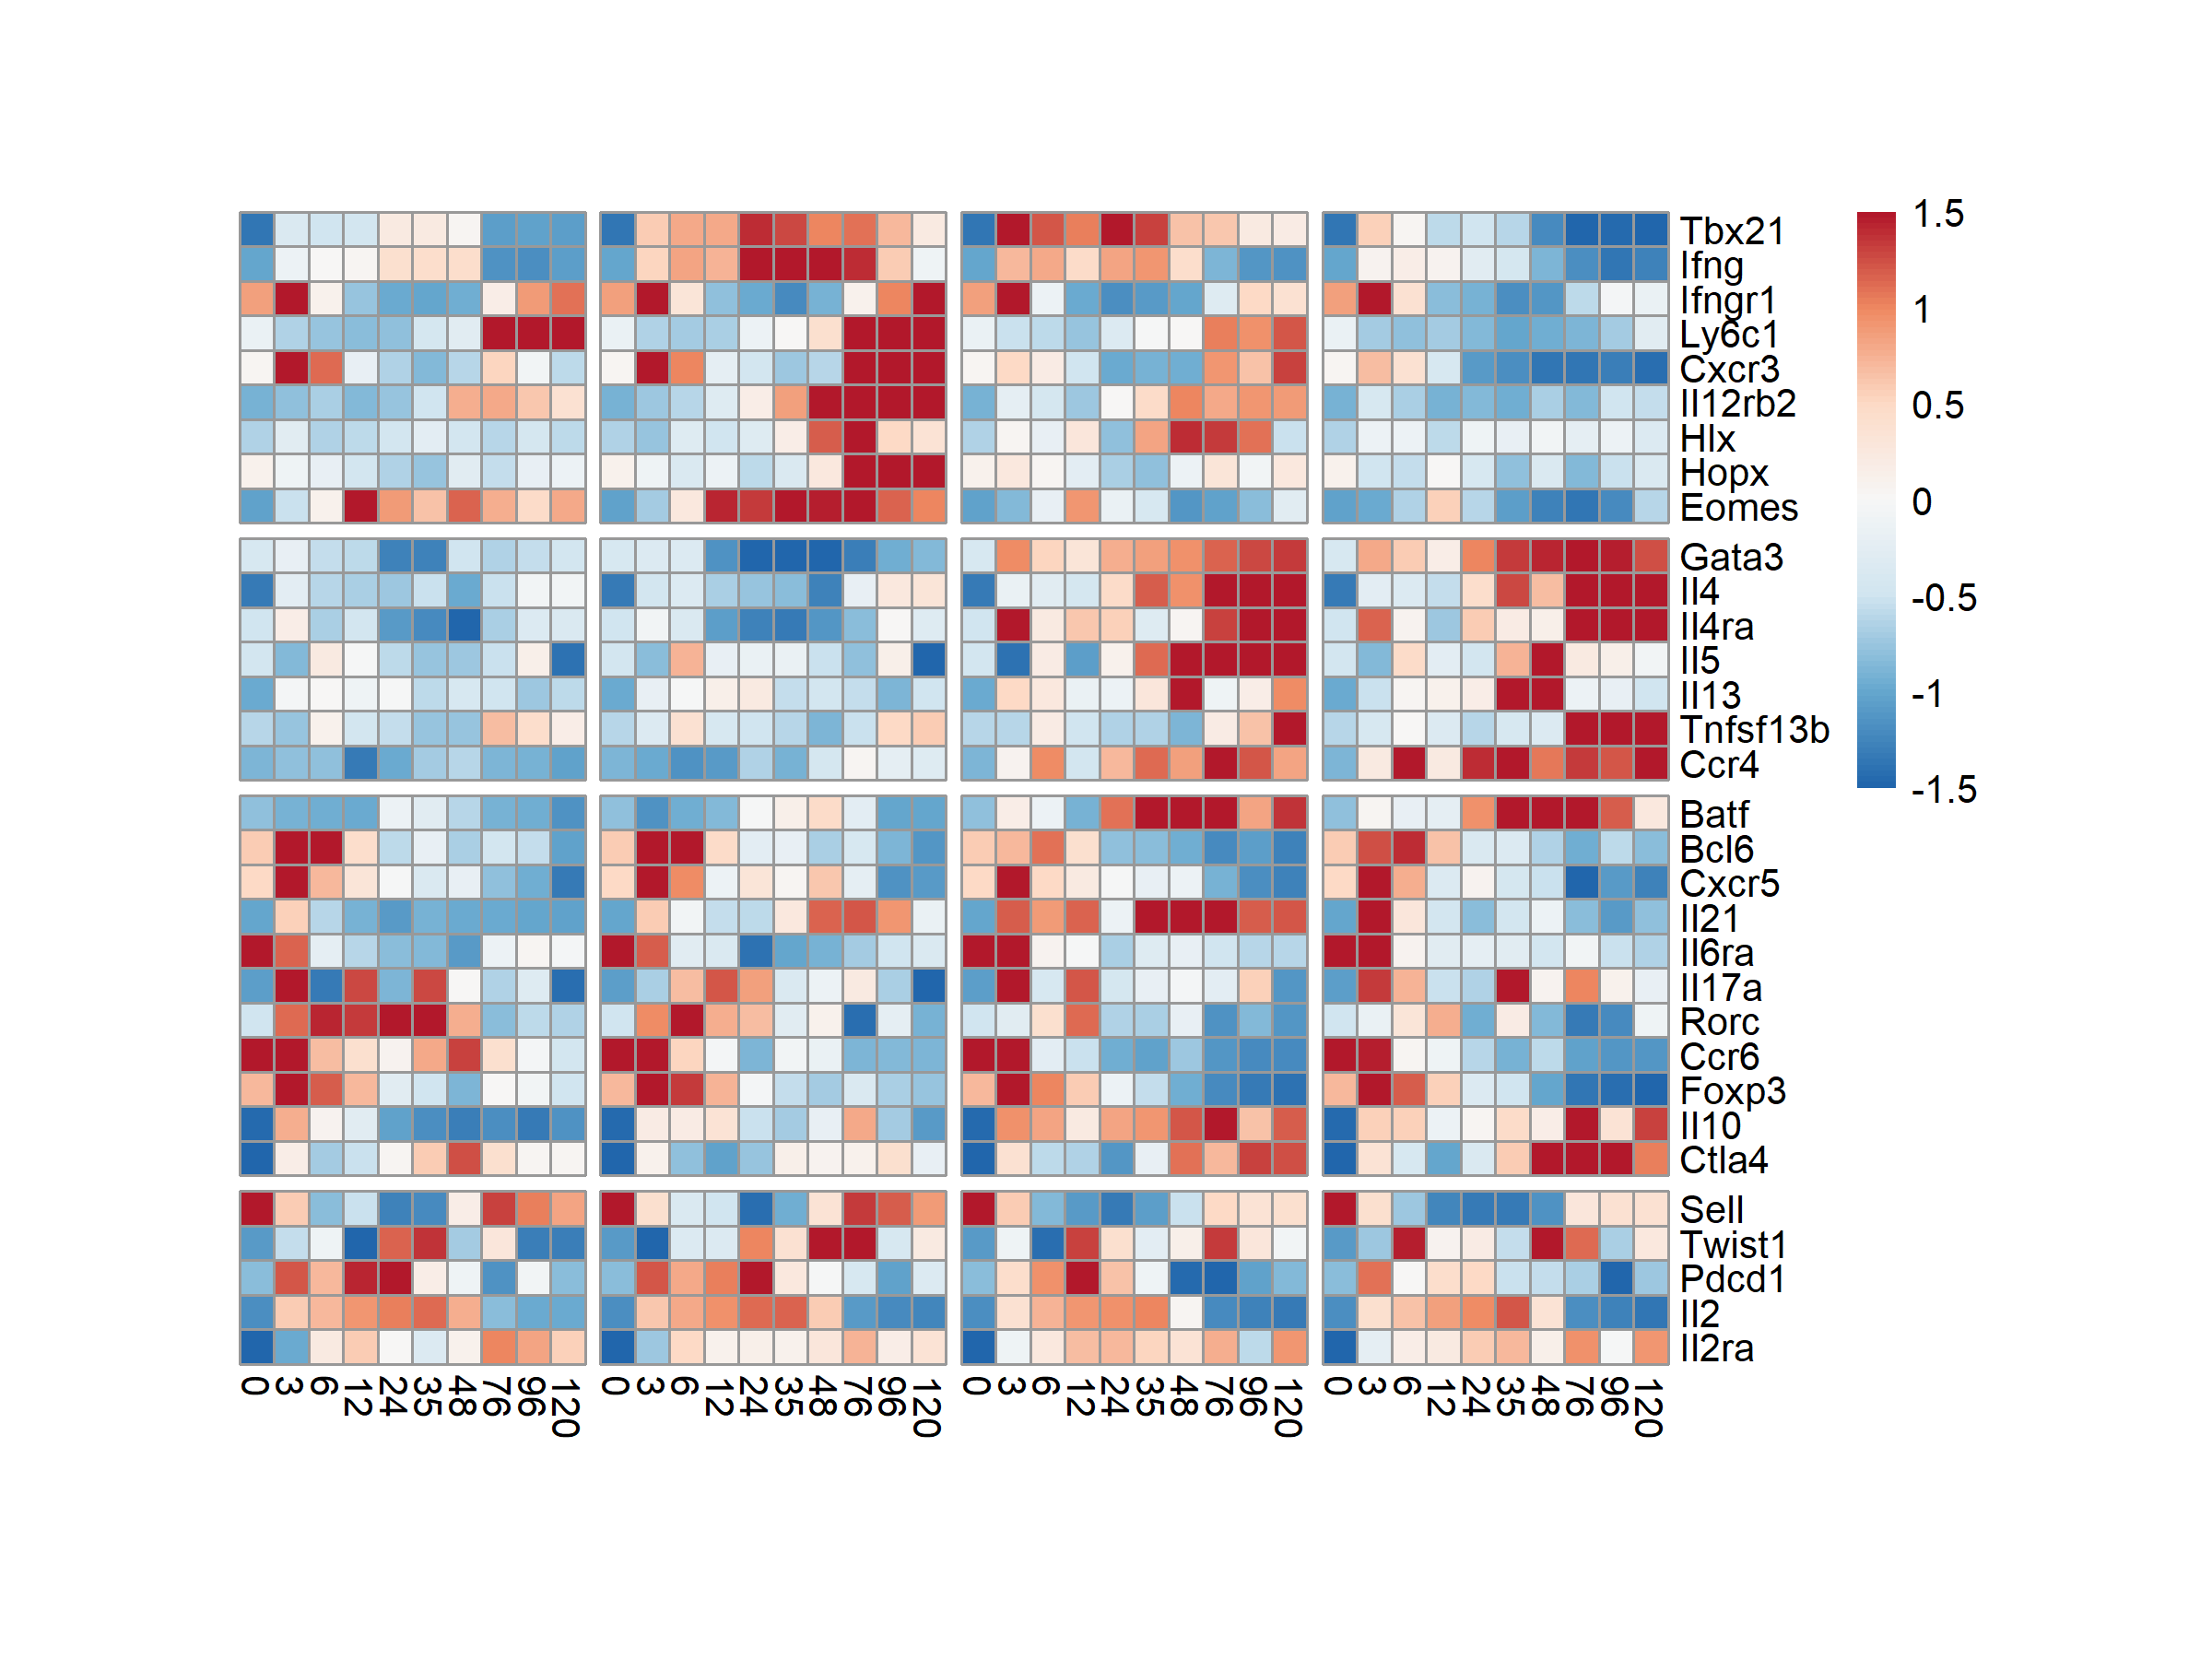 Tbx21
Ifng
Ifngr1
Ly6c1
Cxcr3
Il12rb2
Hlx
Hopx
Eomes
Gata3
Il4
Il4ra
Il5
Il13
Tnfsf13b
Ccr4
Batf
Bcl6
Cxcr5
Il21
Il6ra
Il17a
Rorc
Ccr6
Foxp3
Il10
Ctla4
Sell
Twist1
Pdcd1
Il2
Il2ra
1.5
1
0.5
0
-0.5
-1
-1.5
0 3 6 12 24 35 48 76 96 120
0 3 6 12 24 35 48 76 96 120
0 3 6 12 24 35 48 76 96 120
0 3 6 12 24 35 48 76 96 120